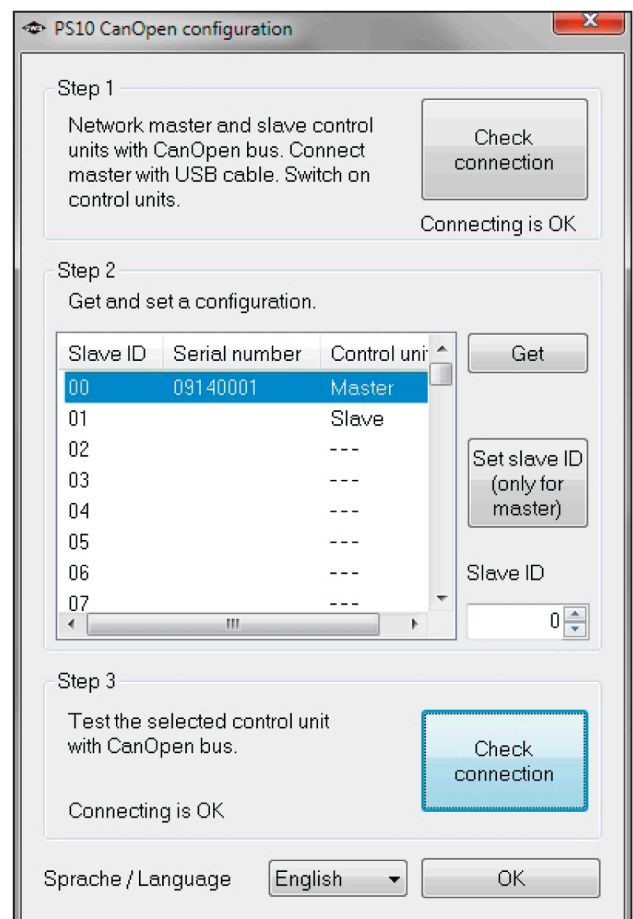 PS10 CanOpen configuration
Step 1
Network master and slave control
units with CanOpen bus. Connect
master with USB cable. Switch on
control units.
Check
connection
Connecting is OK
Step 2
Get and set a configuration.
Slave ID Serial number Control uni
00 09140001 Master
01 Slave
02 ---
03 ---
04 ---
05 ---
06 ---
07 ---
Get
Set slave ID
(only for
master)
Slave ID
0
Step 3
Test the selected control unit
with CanOpen bus.
Connecting is OK
Check
connection
Sprache / Language English OK